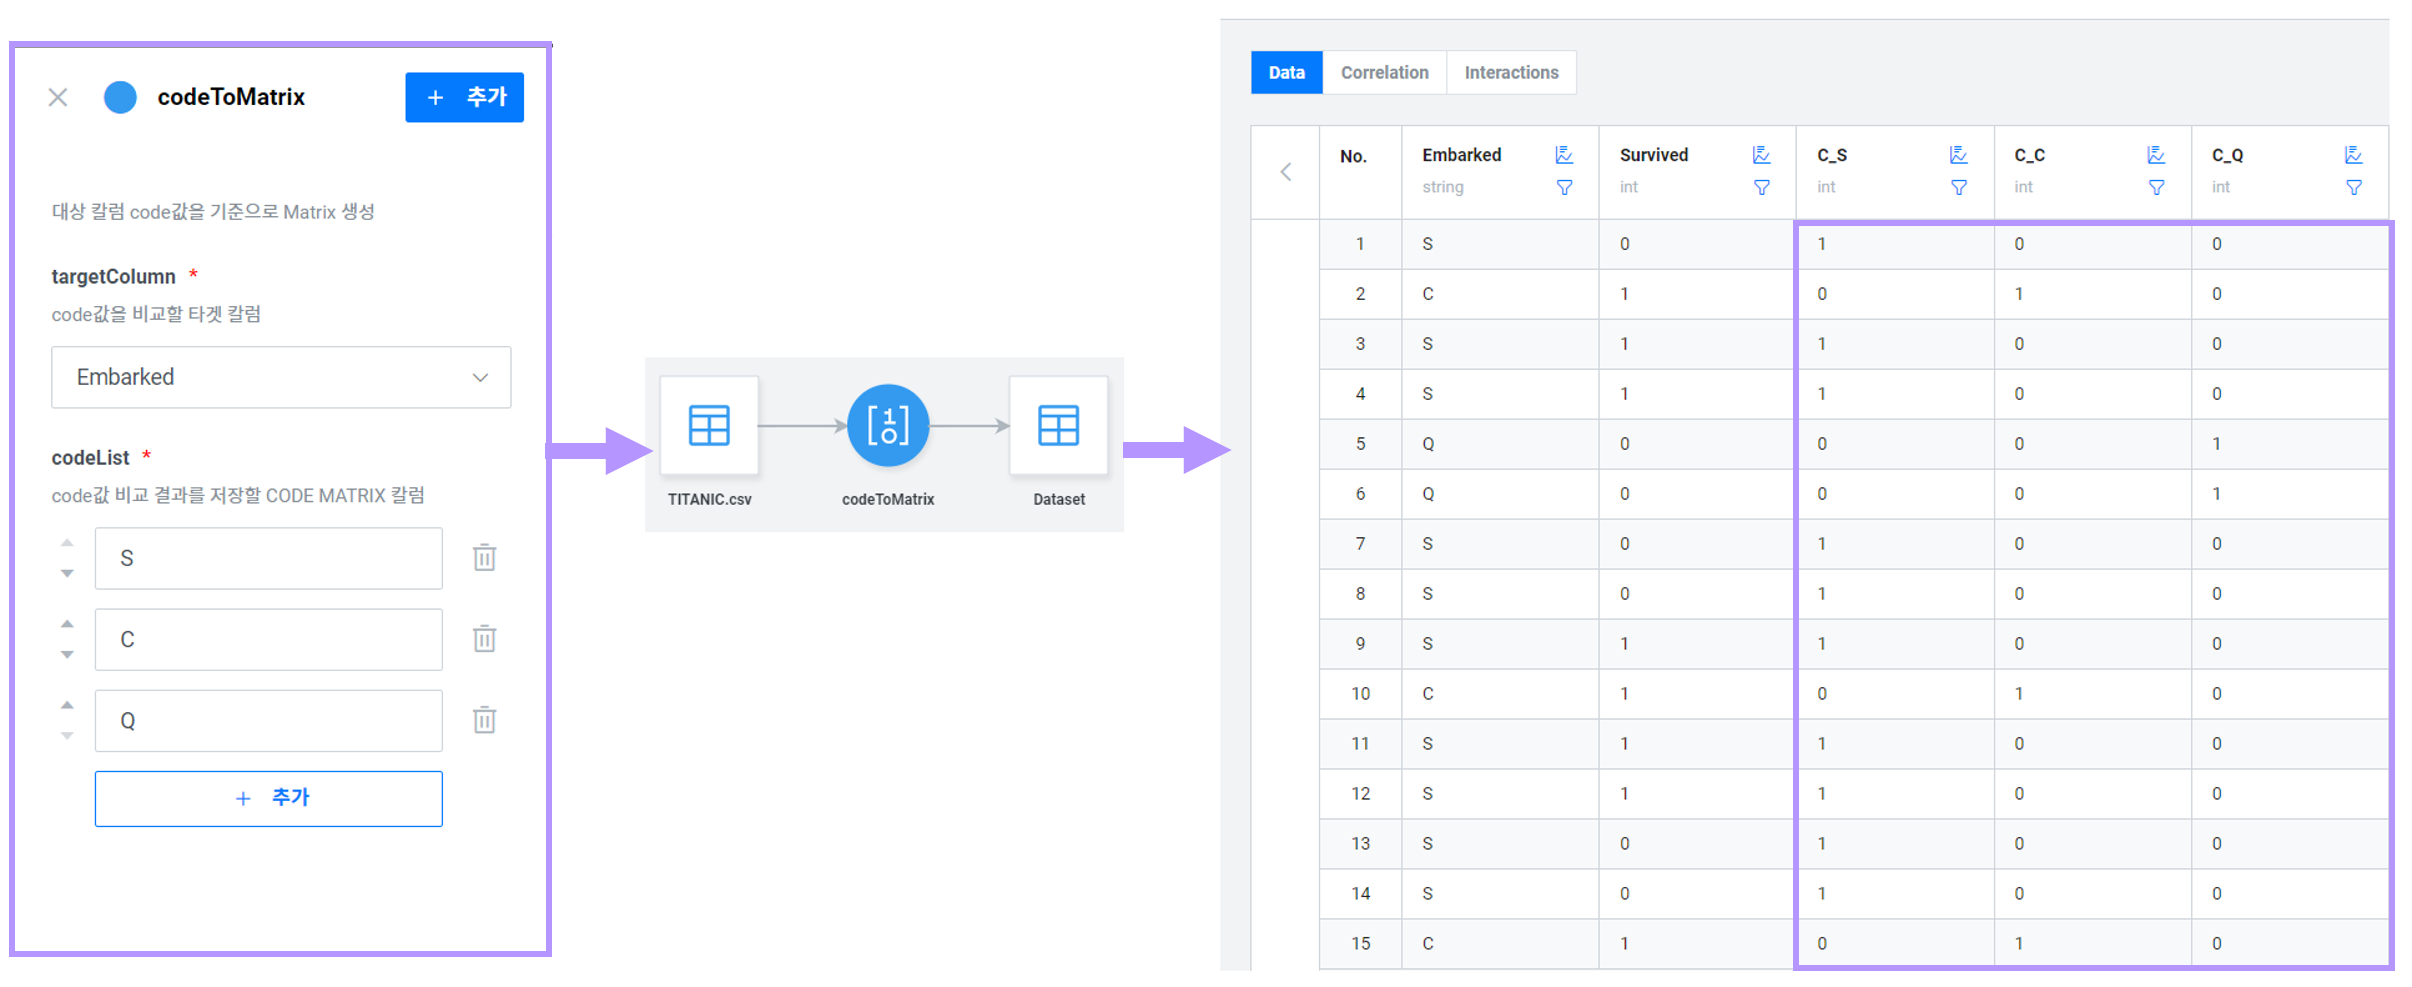 codeToMatrix
+ 추가
대상 칼럼 code값을 기준으로 Matrix 생성
targetColumn *
code값을 비교할 타겟 칼럼
Embarked
codeList *
code값 비교 결과를 저장할 CODE MATRIX 칼럼
S
C
Q
+ 추가
[1 0]
TITANIC.csv codeToMatrix Dataset
Data Correlation Interactions
No. Embarked Survived C_S C_C C_Q
string int int int int
1 S 0 1 0 0
2 C 1 0 1 0
3 S 1 1 0 0
4 S 1 1 0 0
5 Q 0 0 0 1
6 Q 0 0 0 1
7 S 0 1 0 0
8 S 0 1 0 0
9 S 1 1 0 0
10 C 1 0 1 0
11 S 1 1 0 0
12 S 1 1 0 0
13 S 0 1 0 0
14 S 0 1 0 0
15 C 1 0 1 0